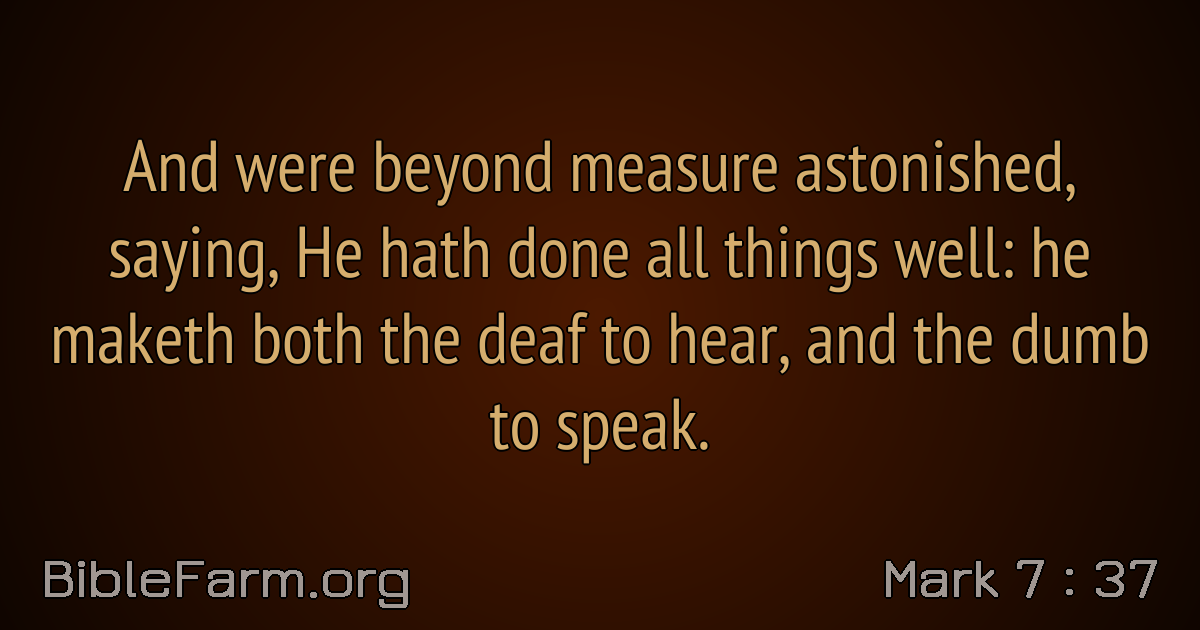 And were beyond measure astonished,
saying, He hath done all things well: he
maketh both the deaf to hear, and the dumb
to speak.
BibleFarm.org
Mark 7 : 37